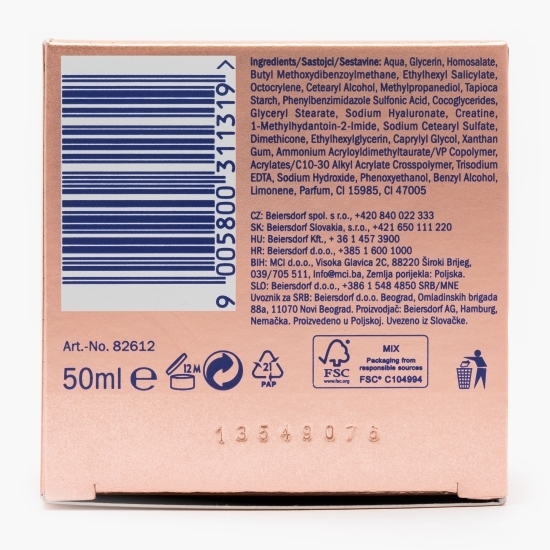 Ingredients/Sastojci/Sestavine: Aqua, Glycerin, Homosalate,
Butyl Methoxydibenzoylmethane, Ethylhexyl Salicylate,
Octocrylene, Cetearyl Alcohol, Methylpropanediol, Tapioca
Starch, Phenylbenzimidazole Sulfonic Acid, Cocoglycerides,
Glyceryl Stearate, Sodium Hyaluronate, Creatine,
1-Methylhydantoin-2-Imide, Sodium Cetearyl Sulfate,
Dimethicone, Ethylhexylglycerin, Caprylyl Glycol, Xanthan
Gum, Ammonium Acryloyldimethyltaurate/VP Copolymer,
Acrylates/C10-30 Alkyl Acrylate Crosspolymer, Trisodium
EDTA, Sodium Hydroxide, Phenoxyethanol, Benzyl Alcohol,
Limonene, Parfum, CI 15985, CI 47005
CZ: Beiersdorf spol. s r.o., +420 840 022 333
SK: Beiersdorf Slovakia, s.r.o., +421 650 111 220
HU: Beiersdorf Kft., + 36 1 457 3900
HR: Beiersdorf d.o.o., +385 1 600 1000
BIH: MCI d.o.o., Visoka Glavica 2C, 88220 Široki Brijeg,
039/705 511, info@mci.ba, Zemlja porijekla: Poljska.
SLO: Beiersdorf d.o.o., +386 1 548 4850 SRB/MNE
Uvoznik za SRB: Beiersdorf d.o.o. Beograd, Omladinskih brigada
88a, 11070 Novi Beograd. Proizvodjač: Beiersdorf AG, Hamburg,
Nemačka. Proizvedeno u Poljskoj. Uvezeno iz Slovačke.
9 005800 311319 >
Art.-No. 82612
50ml e
12 M
21
PAP
FSC
www.fsc.org
MIX
Packaging from
responsible sources
FSC® C104994
13549076